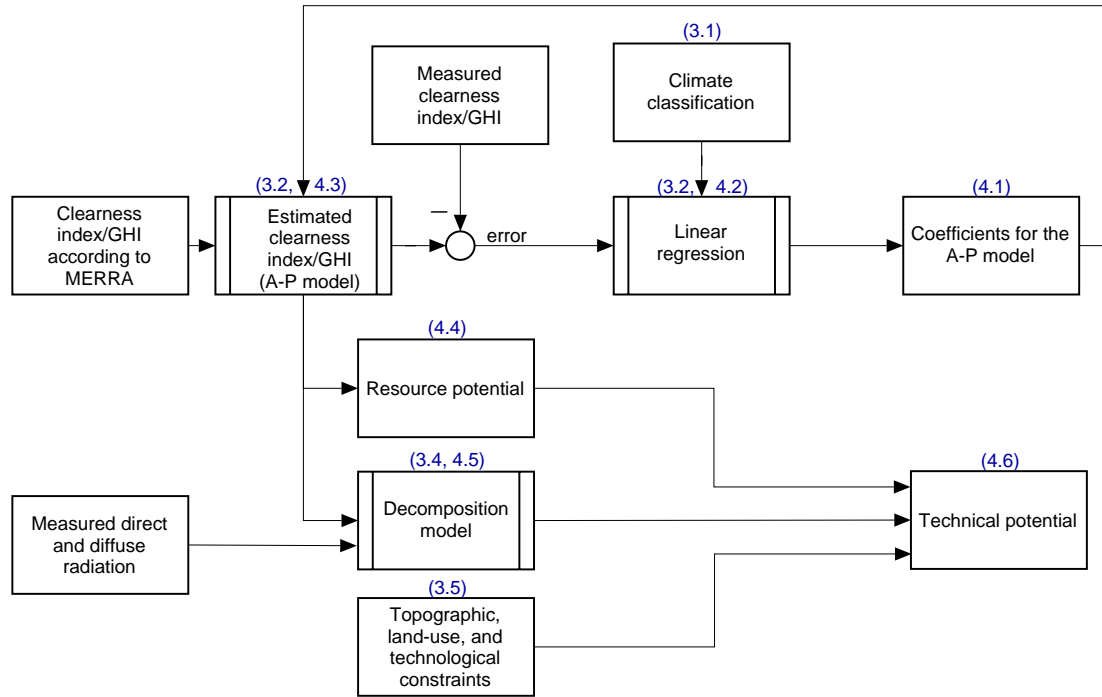 (3.1)
Measured
clearness
index/GHI
Climate
classification
(3.2, 4.3)
(3.2, 4.2)
(4.1)
Clearness
index/GHI
according to
MERRA
Estimated
clearness
index/GHI
(A-P model)
error
Linear
regression
Coefficients for the
A-P model
(4.4)
Resource potential
(3.4, 4.5)
Decomposition
model
(4.6)
Technical potential
Measured direct
and diffuse
radiation
(3.5)
Topographic,
land-use, and
technological
constraints